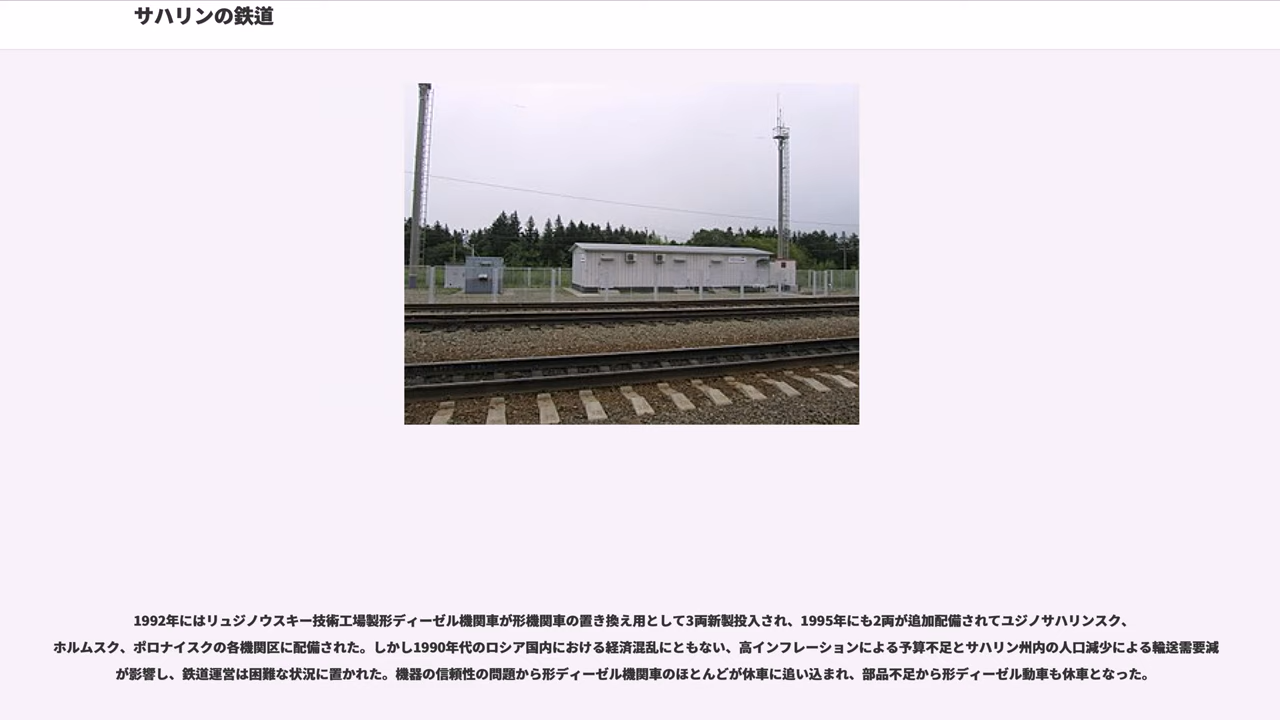 サハリンの鉄道
1992年にはリュジノウスキー技術工場製形ディーゼル機関車が形機関車の置き換え用として3両新製投入され、1995年にも2両が追加配備されてユジノサハリンスク、
ホルムスク、ポロナイスクの各機関区に配備された。しかし1990年代のロシア国内における経済混乱にともない、高インフレーションによる予算不足とサハリン州内の人口減少による輸送需要減
が影響し、鉄道運営は困難な状況に置かれた。機器の信頼性の問題から形ディーゼル機関車のほとんどが休車に追い込まれ、部品不足から形ディーゼル動車も休車となった。